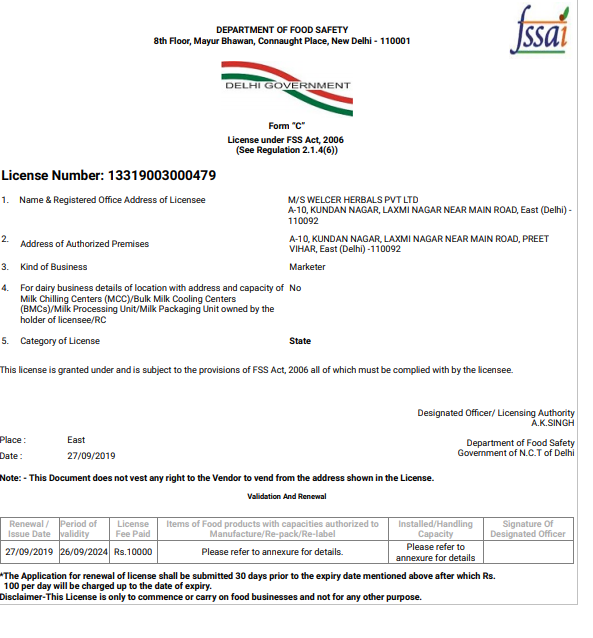 fssai
DEPARTMENT OF FOOD SAFETY
8th Floor, Mayur Bhawan, Connaught Place, New Delhi - 110001
DELHI GOVERNMENT
Form "C"
License under FSS Act, 2006
(See Regulation 2.1.4(6))
License Number: 13319003000479
1. Name & Registered Office Address of Licensee
M/S WELCER HERBALS PVT LTD
A-10, KUNDAN NAGAR, LAXMI NAGAR NEAR MAIN ROAD, East (Delhi) -
110092
2. Address of Authorized Premises
A-10, KUNDAN NAGAR, LAXMI NAGAR NEAR MAIN ROAD, PREET
VIHAR, East (Delhi) -110092
3. Kind of Business
Marketer
4. For dairy business details of location with address and capacity of
Milk Chilling Centers (MCC)/Bulk Milk Cooling Centers
(BMCs)/Milk Processing Unit/Milk Packaging Unit owned by the
holder of licensee/RC
No
5. Category of License
State
This license is granted under and is subject to the provisions of FSS Act, 2006 all of which must be complied with by the licensee.
Designated Officer/ Licensing Authority
A.K.SINGH
Place : East
Department of Food Safety
Government of N.C.T of Delhi
Date : 27/09/2019
Note: - This Document does not vest any right to the Vendor to vend from the address shown in the License.
Validation And Renewal
Renewal / Issue Date
Period of validity
License Fee Paid
Items of Food products with capacities authorized to Manufacture/Re-pack/Re-label
Installed/Handling Capacity
Signature Of Designated Officer
27/09/2019
26/09/2024
Rs.10000
Please refer to annexure for details.
Please refer to annexure for details
*The Application for renewal of license shall be submitted 30 days prior to the expiry date mentioned above after which Rs.
100 per day will be charged up to the date of expiry.
Disclaimer-This License is only to commence or carry on food businesses and not for any other purpose.